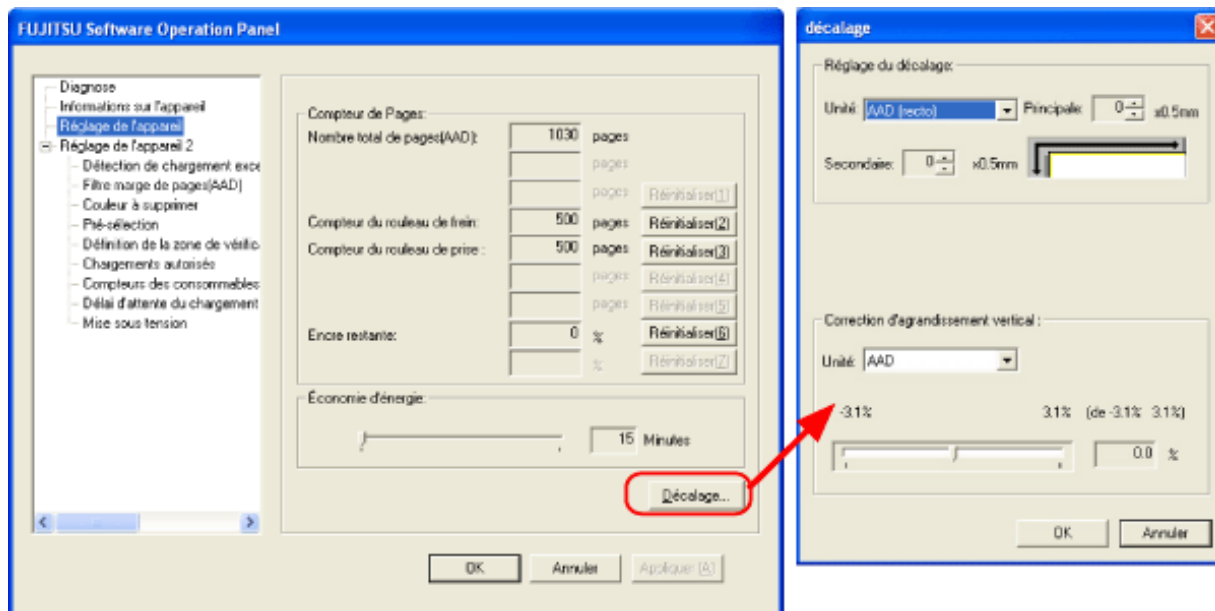 FUJITSU Software Operation Panel
Diagnose
Informations sur l'appareil
Réglage de l'appareil
Réglage de l'appareil 2
Détection de chargement exce
Filtre marge de pages(AAD)
Couleur à supprimer
Pré-sélection
Définition de la zone de vérific
Chargements autorisés
Compteurs des consommables
Délai d'attente du chargement
Mise sous tension
Compteur de Pages:
Nombre total de pages(AAD): 1030 pages
pages
pages Réinitialiser(1)
Compteur du rouleau de frein: 500 pages Réinitialiser(2)
Compteur du rouleau de prise : 500 pages Réinitialiser(3)
pages Réinitialiser(4)
pages Réinitialiser(5)
Encre restante: 0 % Réinitialiser(6)
% Réinitialiser(7)
Économie d'énergie:
15 Minutes
Décalage...
OK Annuler Appliquer (A)
décalage
Réglage du décalage:
Unité: AAD (recto) Principale: 0 x0.5mm
Secondaire: 0 x0.5mm
Correction d'agrandissement vertical :
Unité: AAD
-3.1% 3.1% (de -3.1% 3.1%)
0.0 %
OK Annuler